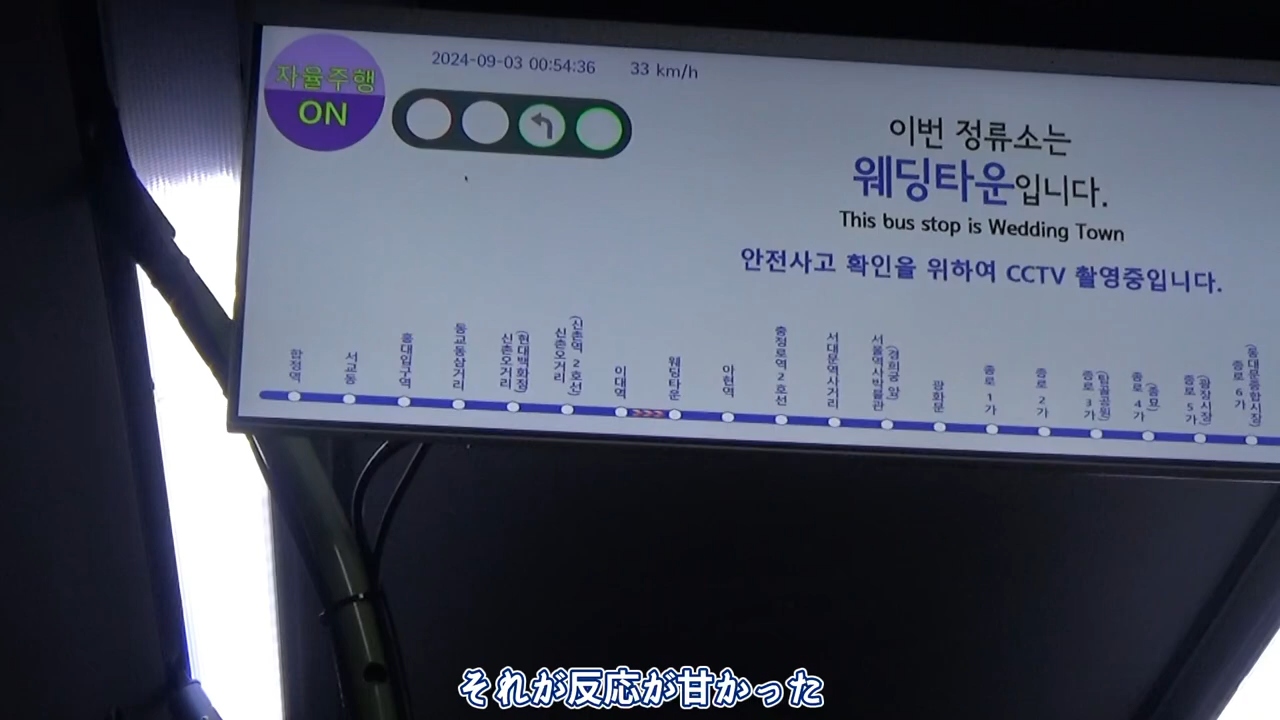 자율주행
ON
2024-09-03 00:54:36 33 km/h
이번 정류소는
웨딩타운입니다.
This bus stop is Wedding Town
안전사고 확인을 위하여 CCTV 촬영중입니다.
합정역
서교동
홍대입구역
동교동삼거리
신촌오거리
(현대백화점)
신촌오거리
(신촌역 2호선)
이대역
웨딩타운
아현역
충정로역2호선
서대문역사거리
서울역사박물관
(경희궁 앞)
광화문
종로 1가
종로 2가
종로 3가
(탑골공원)
종로 4가
(종묘)
종로 5가
(광장시장)
종로 6가
(동대문종합시장)
それが反応が甘かった